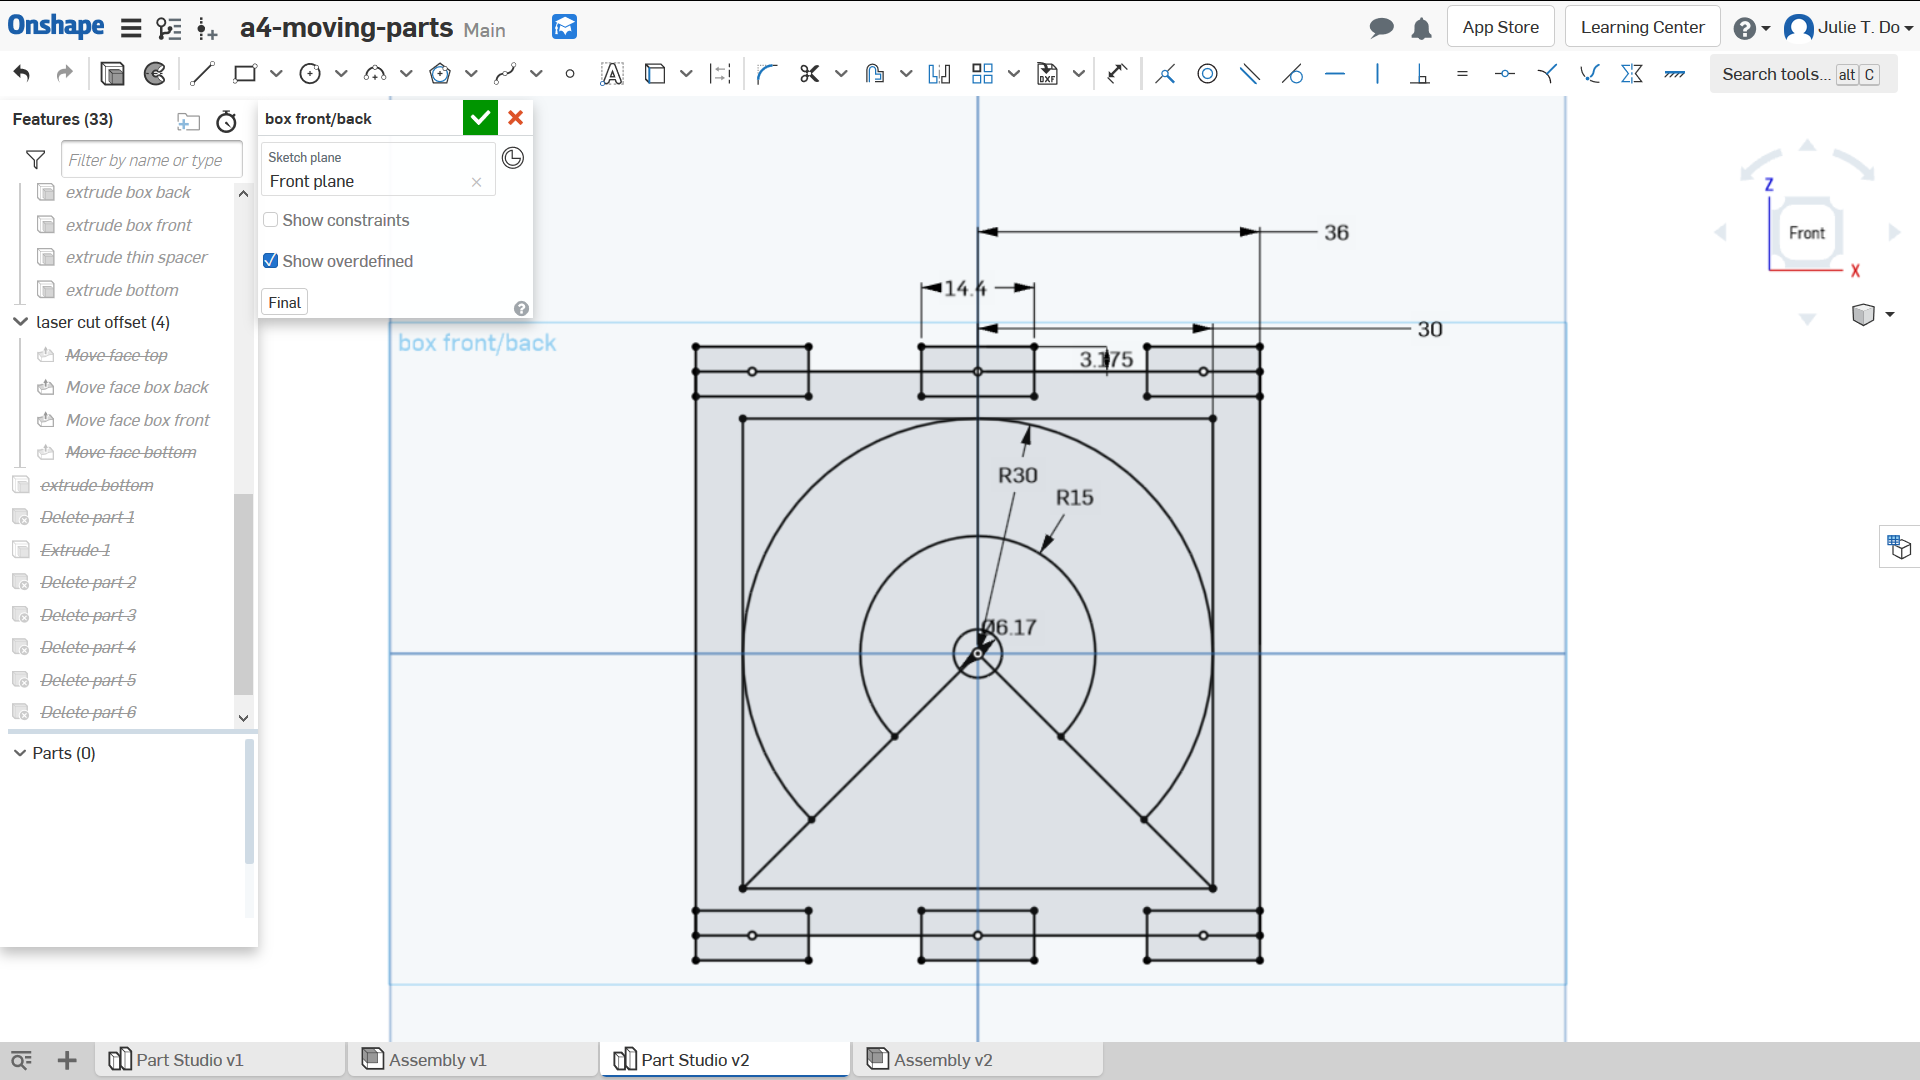 Onshape
a4-moving-parts Main
App Store
Learning Center
Julie T. Do
Search tools... alt C
Features (33)
Filter by name or type
extrude box back
extrude box front
extrude thin spacer
extrude bottom
laser cut offset (4)
Move face top
Move face box back
Move face box front
Move face bottom
extrude bottom
Delete part 1
Extrude 1
Delete part 2
Delete part 3
Delete part 4
Delete part 5
Delete part 6
Parts (0)
box front/back
Sketch plane
Front plane
Show constraints
Show overdefined
Final
box front/back
36
14.4
30
3.175
R30
R15
Ø6.17
Z
Front
X
Part Studio v1
Assembly v1
Part Studio v2
Assembly v2